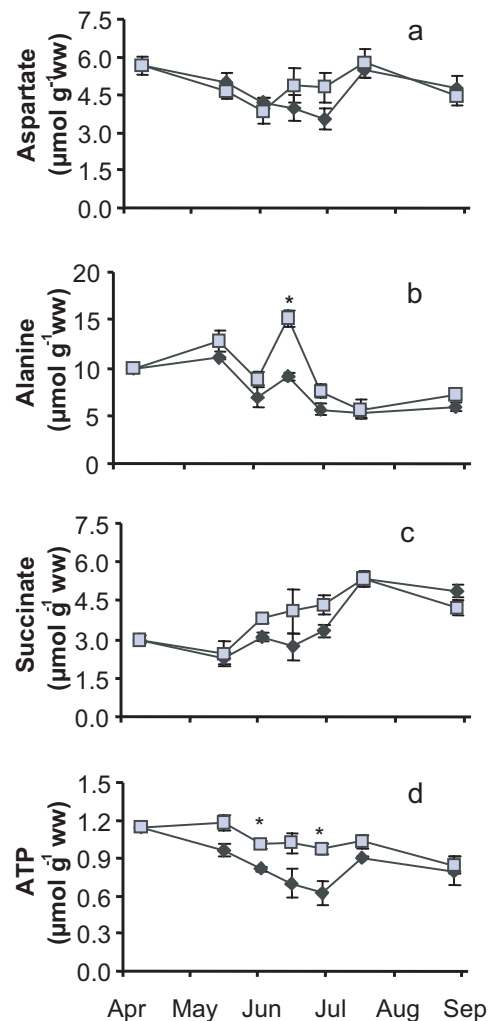 a
Aspartate
(µmol g⁻¹ww)
7.5
6.0
4.5
3.0
1.5
0.0
b
Alanine
(µmol g⁻¹ww)
20
15
10
5
0
*
c
Succinate
(µmol g⁻¹ww)
7.5
6.0
4.5
3.0
1.5
0.0
d
ATP
(µmol g⁻¹ ww)
1.5
1.2
0.9
0.6
0.3
0.0
* *
Apr May Jun Jul Aug Sep